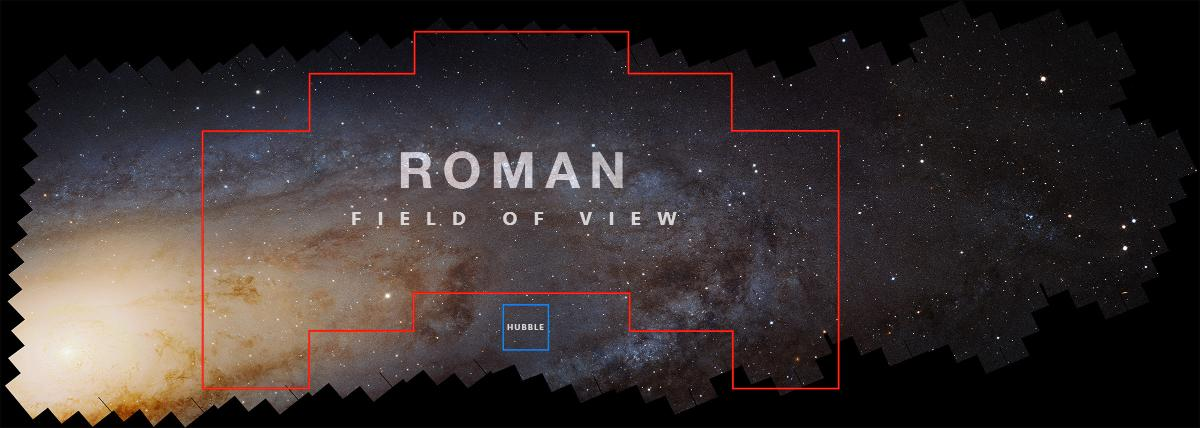 ROMAN
FIELD OF VIEW
HUBBLE